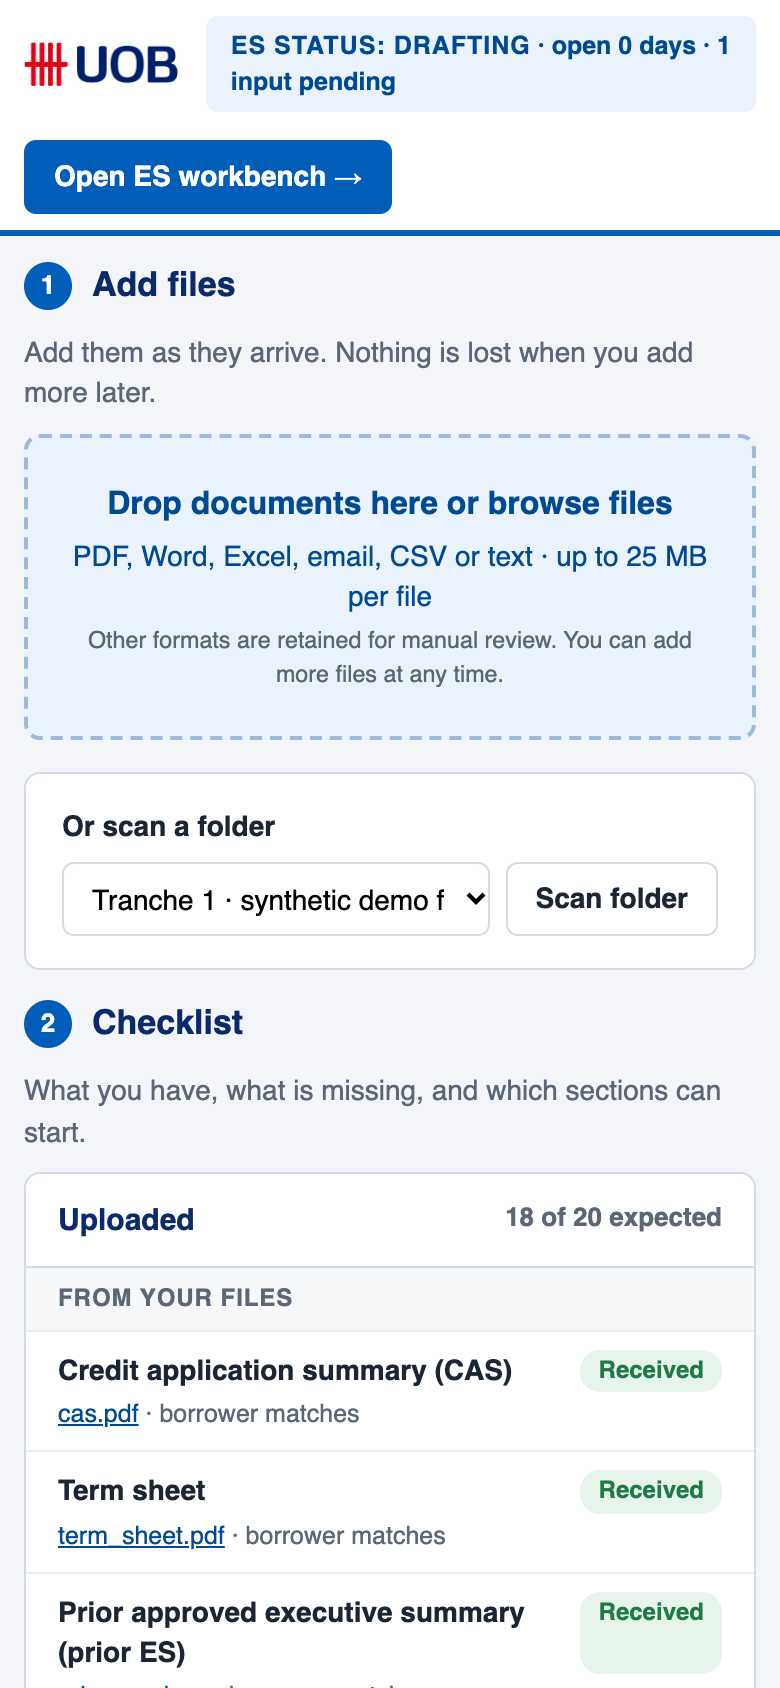 UOB
ES STATUS: DRAFTING · open 0 days · 1
input pending
Open ES workbench →
1 Add files
Add them as they arrive. Nothing is lost when you add
more later.
Drop documents here or browse files
PDF, Word, Excel, email, CSV or text · up to 25 MB
per file
Other formats are retained for manual review. You can add
more files at any time.
Or scan a folder
Tranche 1 · synthetic demo f
Scan folder
2 Checklist
What you have, what is missing, and which sections can
start.
Uploaded 18 of 20 expected
FROM YOUR FILES
Credit application summary (CAS) Received
cas.pdf · borrower matches
Term sheet Received
term_sheet.pdf · borrower matches
Prior approved executive summary Received
(prior ES)